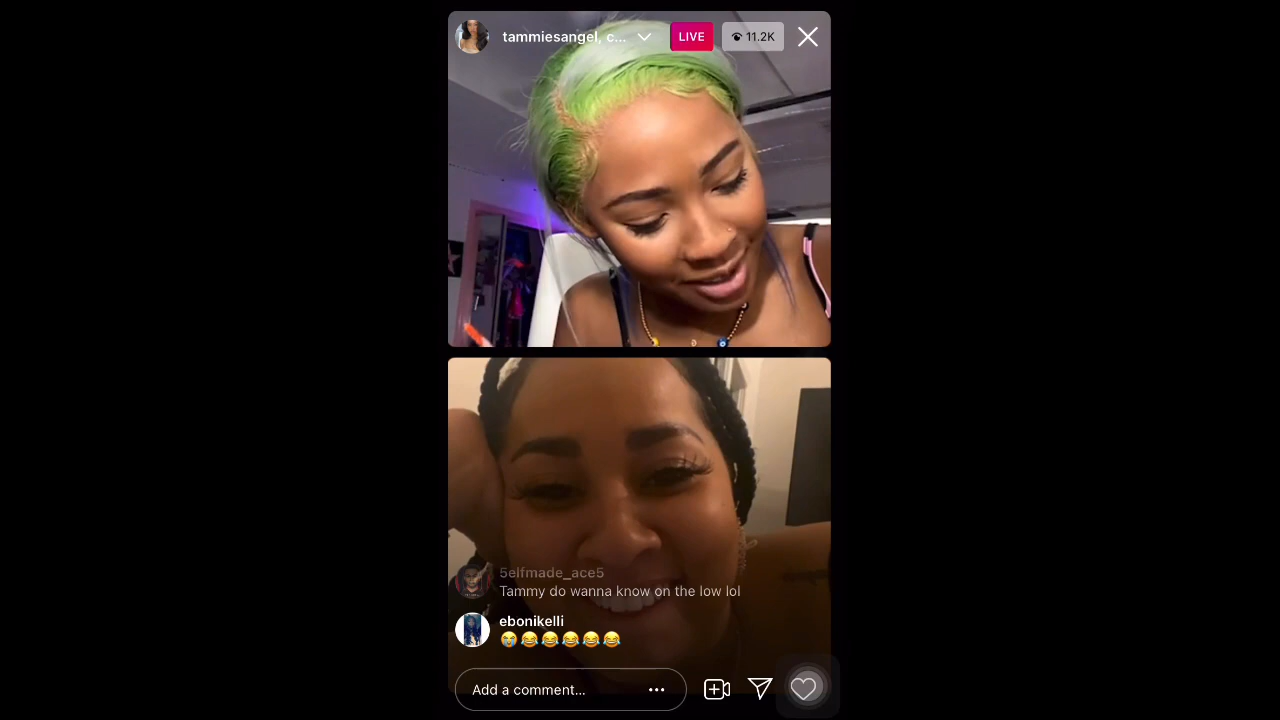 tammiesangel, c...
LIVE
11.2K
5elfmade_ace5
Tammy do wanna know on the low lol
ebonikelli
😭😂😂😂😂😂
Add a comment...